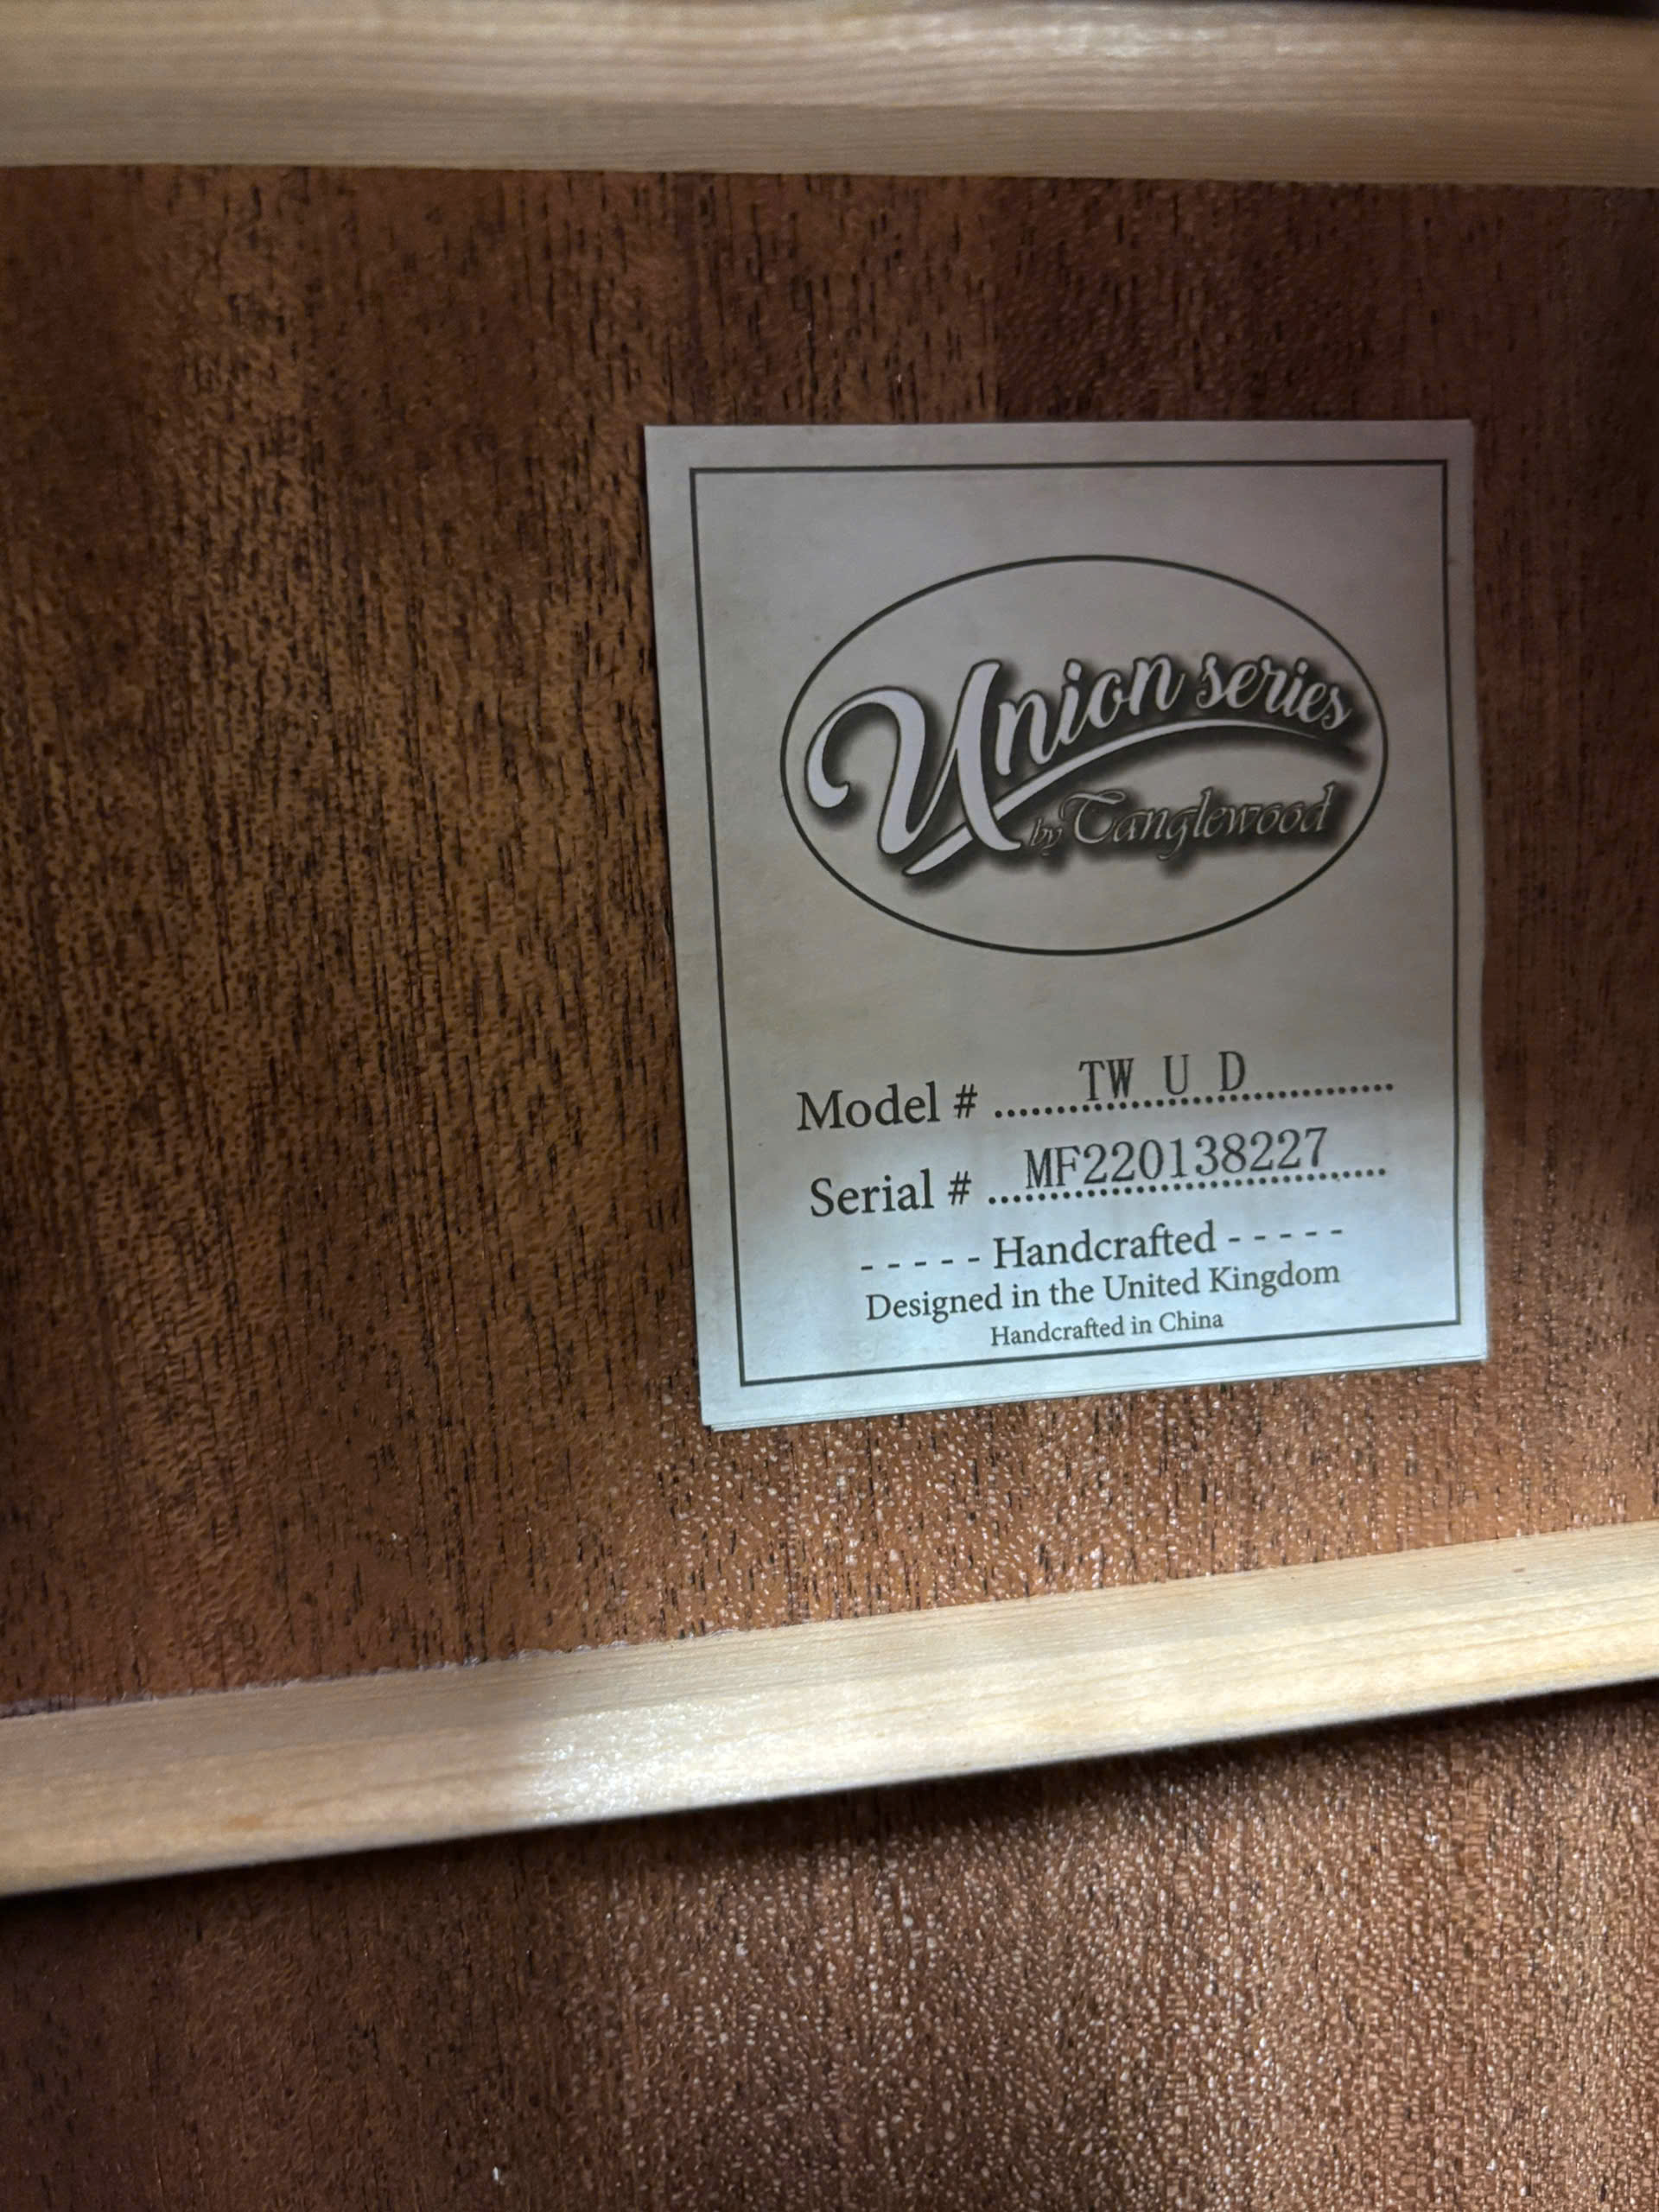 Union series
by Tanglewood
Model # ........TW U D............
Serial # ...MF220138227......
- - - - - Handcrafted - - - - -
Designed in the United Kingdom
Handcrafted in China